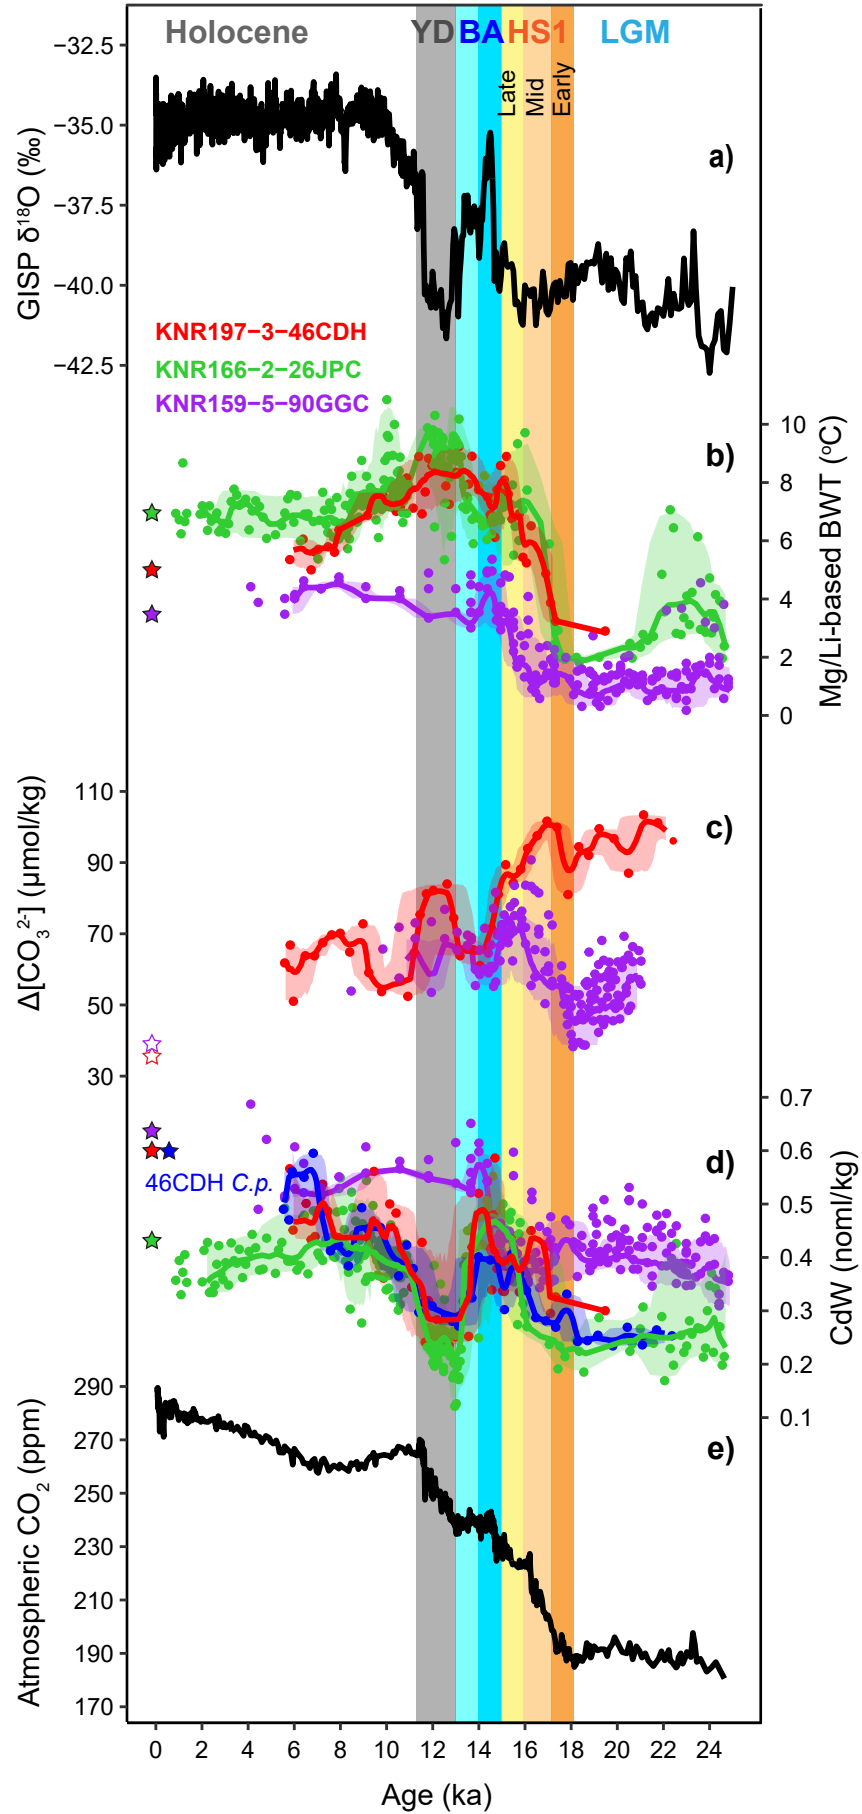 Holocene YD BA HS1 LGM
Late Mid Early
GISP δ¹⁸O (‰)
−32.5
−35.0
−37.5
−40.0
−42.5
a)
KNR197−3−46CDH
KNR166−2−26JPC
KNR159−5−90GGC
b)
Mg/Li-based BWT (ºC)
10
8
6
4
2
0
Δ[CO₃²⁻] (μmol/kg)
110
90
70
50
30
c)
46CDH C.p.
d)
CdW (noml/kg)
0.7
0.6
0.5
0.4
0.3
0.2
0.1
Atmospheric CO₂ (ppm)
290
270
250
230
210
190
170
e)
0 2 4 6 8 10 12 14 16 18 20 22 24
Age (ka)